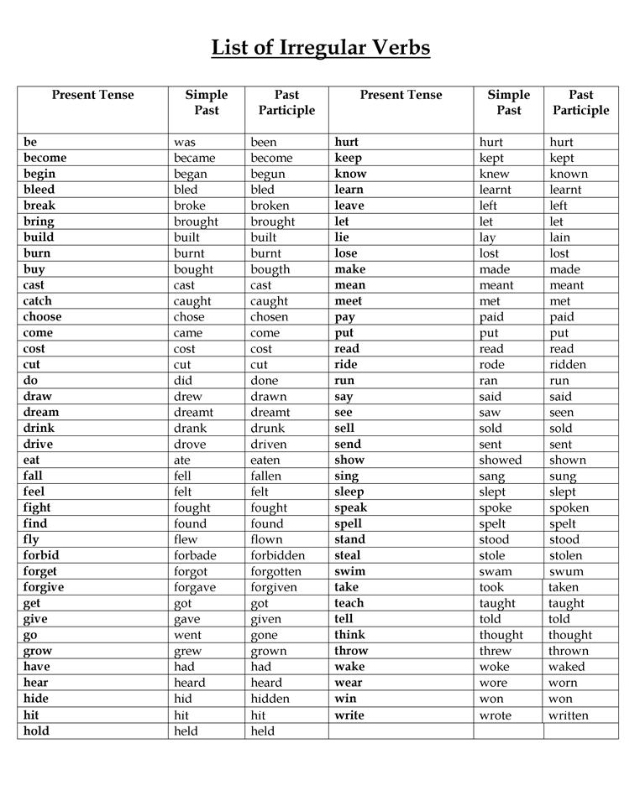 List of Irregular Verbs
Present Tense Simple Past Past Participle Present Tense Simple Past Past Participle
be was been hurt hurt hurt
become became become keep kept kept
begin began begun know knew known
bleed bled bled learn learnt learnt
break broke broken leave left left
bring brought brought let let let
build built built lie lay lain
burn burnt burnt lose lost lost
buy bought bougth make made made
cast cast cast mean meant meant
catch caught caught meet met met
choose chose chosen pay paid paid
come came come put put put
cost cost cost read read read
cut cut cut ride rode ridden
do did done run ran run
draw drew drawn say said said
dream dreamt dreamt see saw seen
drink drank drunk sell sold sold
drive drove driven send sent sent
eat ate eaten show showed shown
fall fell fallen sing sang sung
feel felt felt sleep slept slept
fight fought fought speak spoke spoken
find found found spell spelt spelt
fly flew flown stand stood stood
forbid forbade forbidden steal stole stolen
forget forgot forgotten swim swam swum
forgive forgave forgiven take took taken
get got got teach taught taught
give gave given tell told told
go went gone think thought thought
grow grew grown throw threw thrown
have had had wake woke waked
hear heard heard wear wore worn
hide hid hidden win won won
hit hit hit write wrote written
hold held held